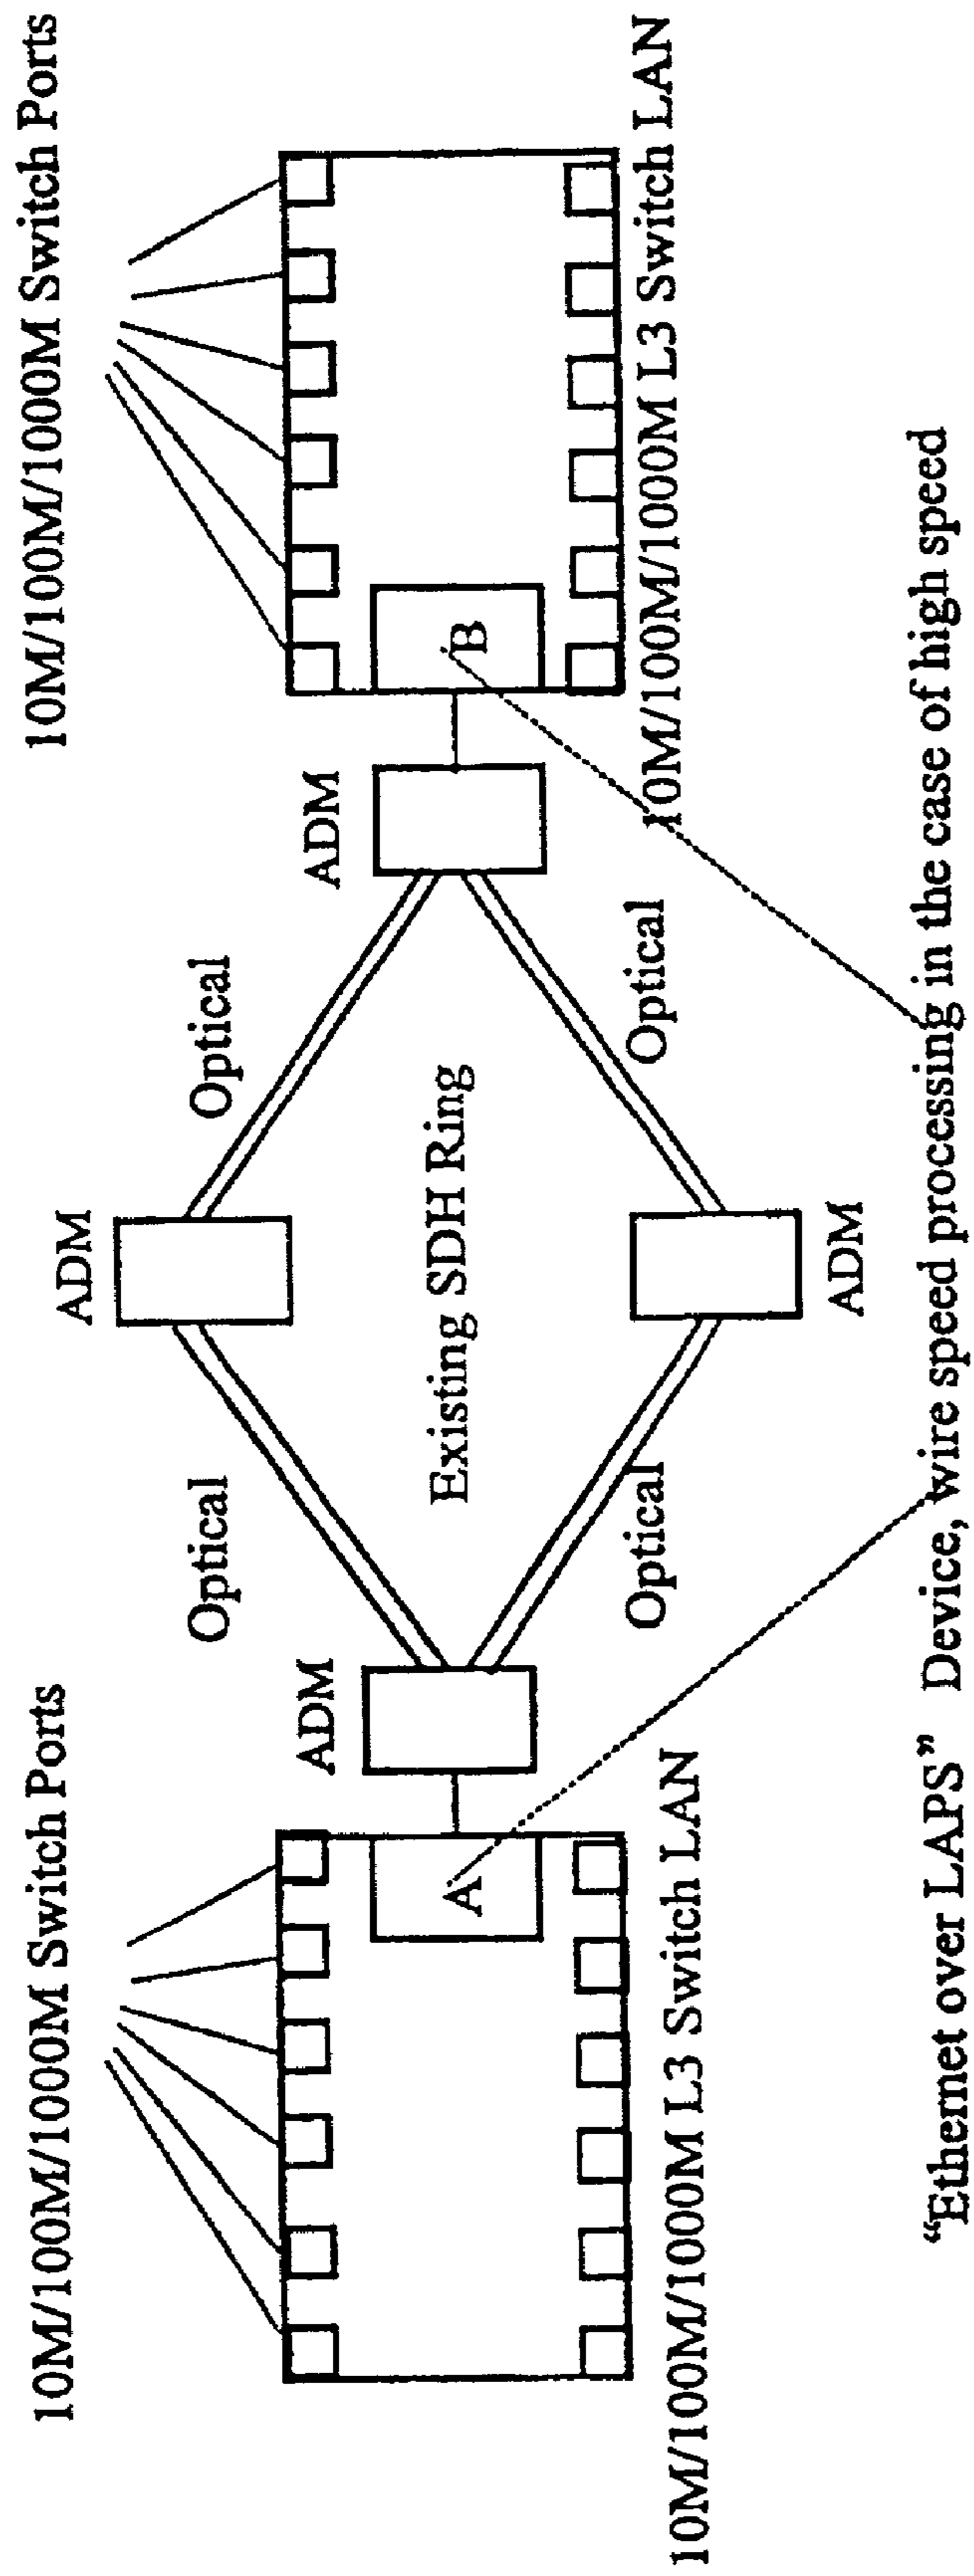 10M/100M/1000M Switch Ports
10M/100M/1000M Switch Ports
ADM
Optical
Optical
ADM
ADM
A
Existing SDH Ring
B
10M/100M/1000M L3 Switch LAN
Optical
Optical
10M/100M/1000M L3 Switch LAN
ADM
“Ethernet over LAPS” Device, wire speed processing in the case of high speed